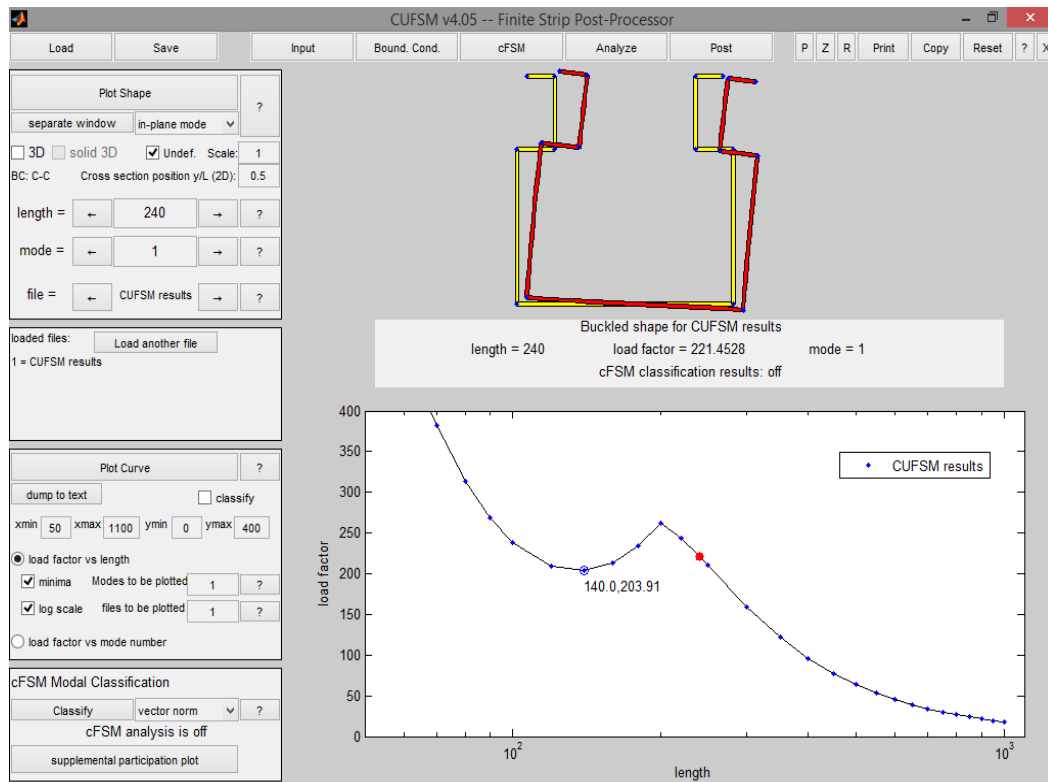 CUFSM v4.05 -- Finite Strip Post-Processor
Load Save Input Bound. Cond. cFSM Analyze Post P Z R Print Copy Reset ? X
Plot Shape ?
separate window in-plane mode
3D solid 3D Undef. Scale: 1
BC: C-C Cross section position y/L (2D): 0.5
length = ← 240 → ?
mode = ← 1 → ?
file = ← CUFSM results → ?
loaded files: Load another file
1 = CUFSM results
Plot Curve ?
dump to text classify
xmin 50 xmax 1100 ymin 0 ymax 400
load factor vs length
minima Modes to be plotted 1 ?
log scale files to be plotted 1 ?
load factor vs mode number
cFSM Modal Classification
Classify vector norm ?
cFSM analysis is off
supplemental participation plot
Buckled shape for CUFSM results
length = 240 load factor = 221.4528 mode = 1
cFSM classification results: off
400
350
300
250
200
150
100
50
0
load factor
CUFSM results
140.0,203.91
10² 10³
length